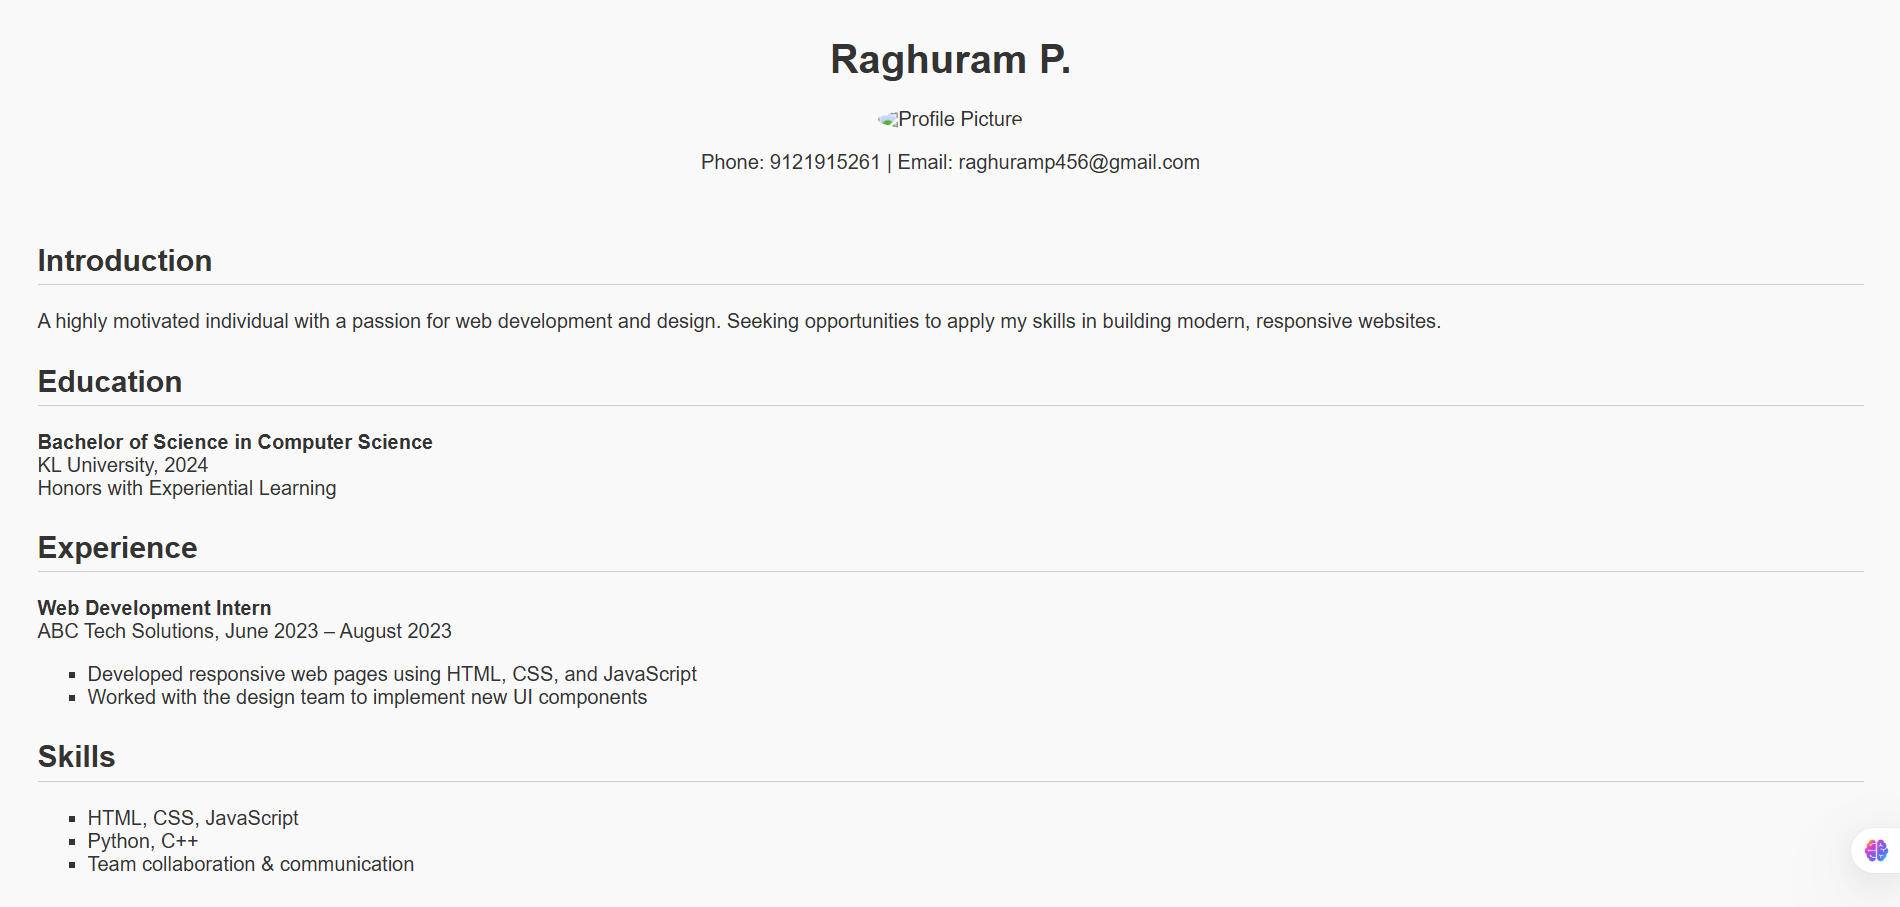 Raghuram P.
Profile Picture
Phone: 9121915261 | Email: raghuramp456@gmail.com
Introduction
A highly motivated individual with a passion for web development and design. Seeking opportunities to apply my skills in building modern, responsive websites.
Education
Bachelor of Science in Computer Science
KL University, 2024
Honors with Experiential Learning
Experience
Web Development Intern
ABC Tech Solutions, June 2023 – August 2023
▪ Developed responsive web pages using HTML, CSS, and JavaScript
▪ Worked with the design team to implement new UI components
Skills
▪ HTML, CSS, JavaScript
▪ Python, C++
▪ Team collaboration & communication